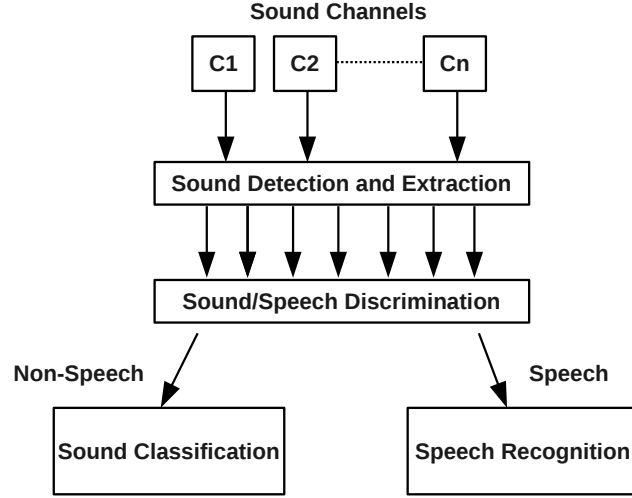 Sound Channels
C1 C2 Cn
Sound Detection and Extraction
Sound/Speech Discrimination
Non-Speech Speech
Sound Classification Speech Recognition